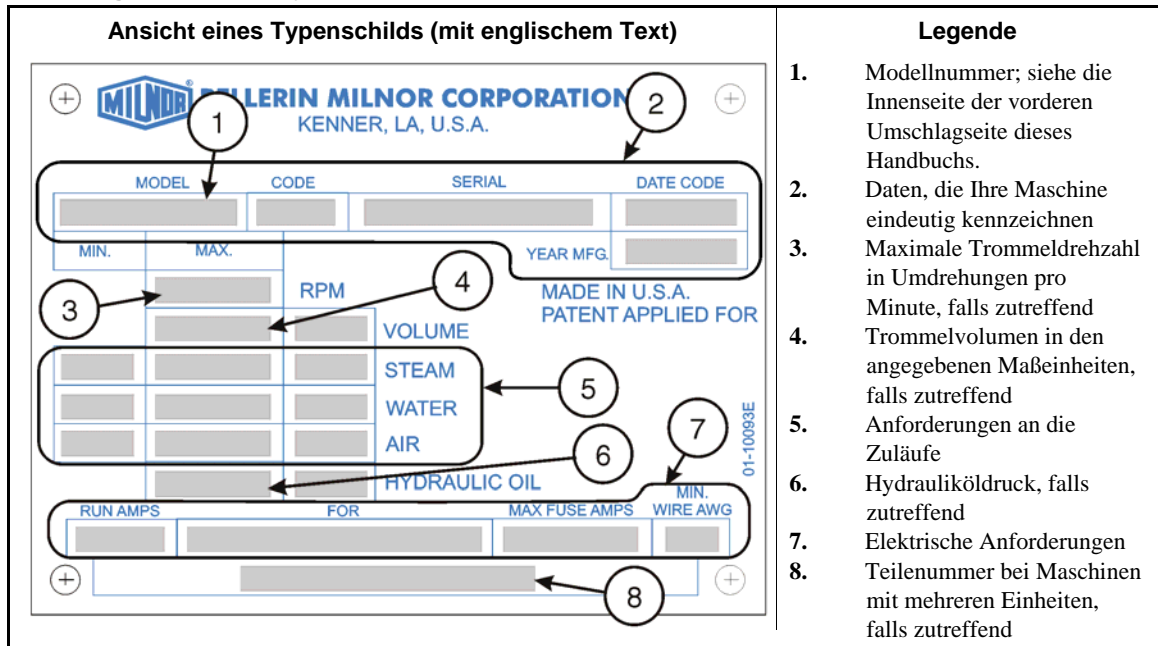 Ansicht eines Typenschilds (mit englischem Text)
MILNOR®
PELLERIN MILNOR CORPORATION
KENNER, LA, U.S.A.
1
2
MODEL CODE SERIAL DATE CODE
MIN. MAX. YEAR MFG.
3
RPM
4
MADE IN U.S.A.
PATENT APPLIED FOR
VOLUME
STEAM
5
WATER
AIR
6
7
01-10093E
HYDRAULIC OIL
RUN AMPS FOR MAX FUSE AMPS MIN.
WIRE AWG
8
Legende
1. Modellnummer; siehe die
Innenseite der vorderen
Umschlagseite dieses
Handbuchs.
2. Daten, die Ihre Maschine
eindeutig kennzeichnen
3. Maximale Trommeldrehzahl
in Umdrehungen pro
Minute, falls zutreffend
4. Trommelvolumen in den
angegebenen Maßeinheiten,
falls zutreffend
5. Anforderungen an die
Zuläufe
6. Hydrauliköldruck, falls
zutreffend
7. Elektrische Anforderungen
8. Teilenummer bei Maschinen
mit mehreren Einheiten,
falls zutreffend